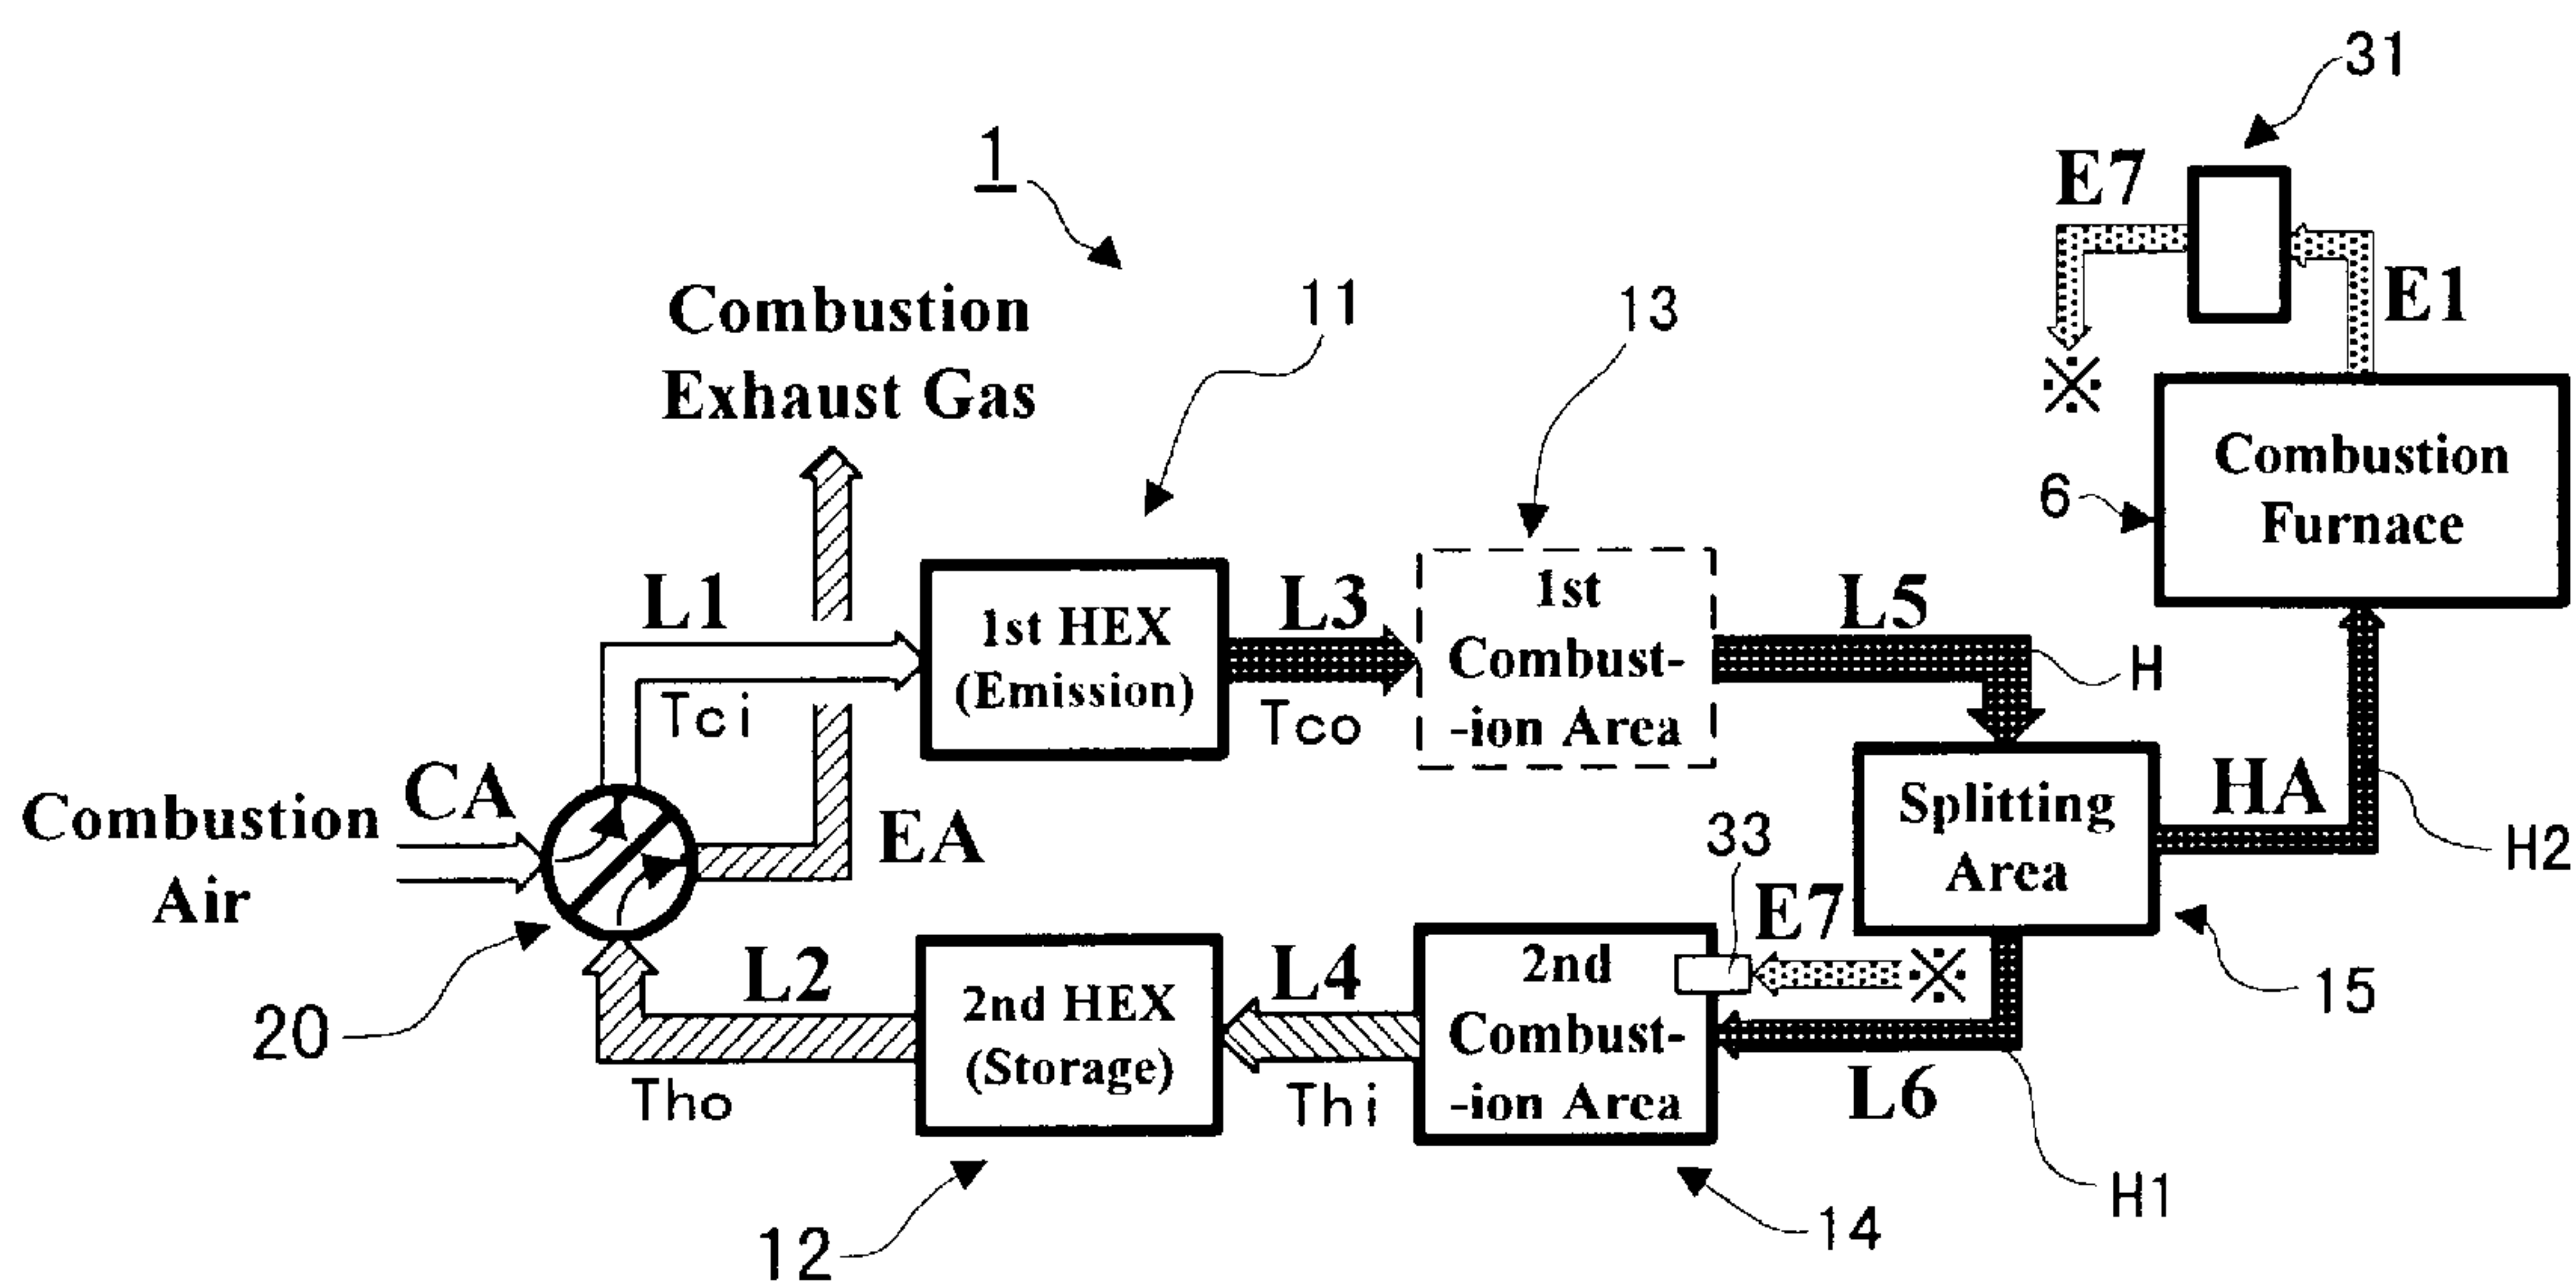 31
E7
1
E1
※
Combustion
Exhaust Gas
11
13
Combustion
Furnace
6
L1
Tci
1st HEX
(Emission)
L3
Tco
1st
Combust-
-ion Area
L5
H
CA
Combustion
Air
EA
Splitting
Area
HA
H2
33
E7
※
20
L2
Tho
2nd HEX
(Storage)
L4
Thi
2nd
Combust-
-ion Area
L6
15
H1
12
14